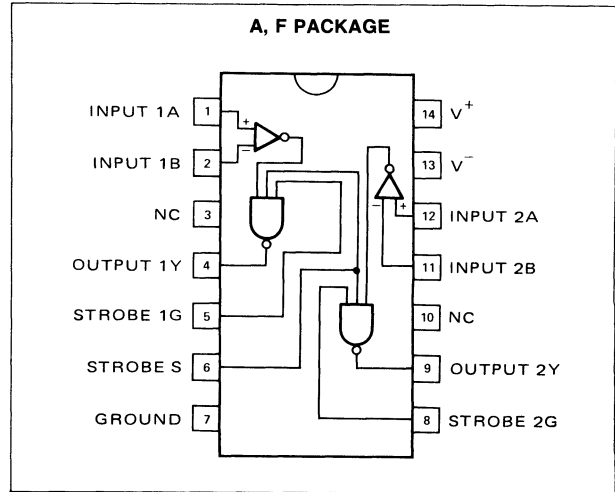 A, F PACKAGE
INPUT 1A 1
INPUT 1B 2
NC 3
OUTPUT 1Y 4
STROBE 1G 5
STROBE S 6
GROUND 7
+
−
14 V+
13 V−
− +
12 INPUT 2A
11 INPUT 2B
10 NC
9 OUTPUT 2Y
8 STROBE 2G